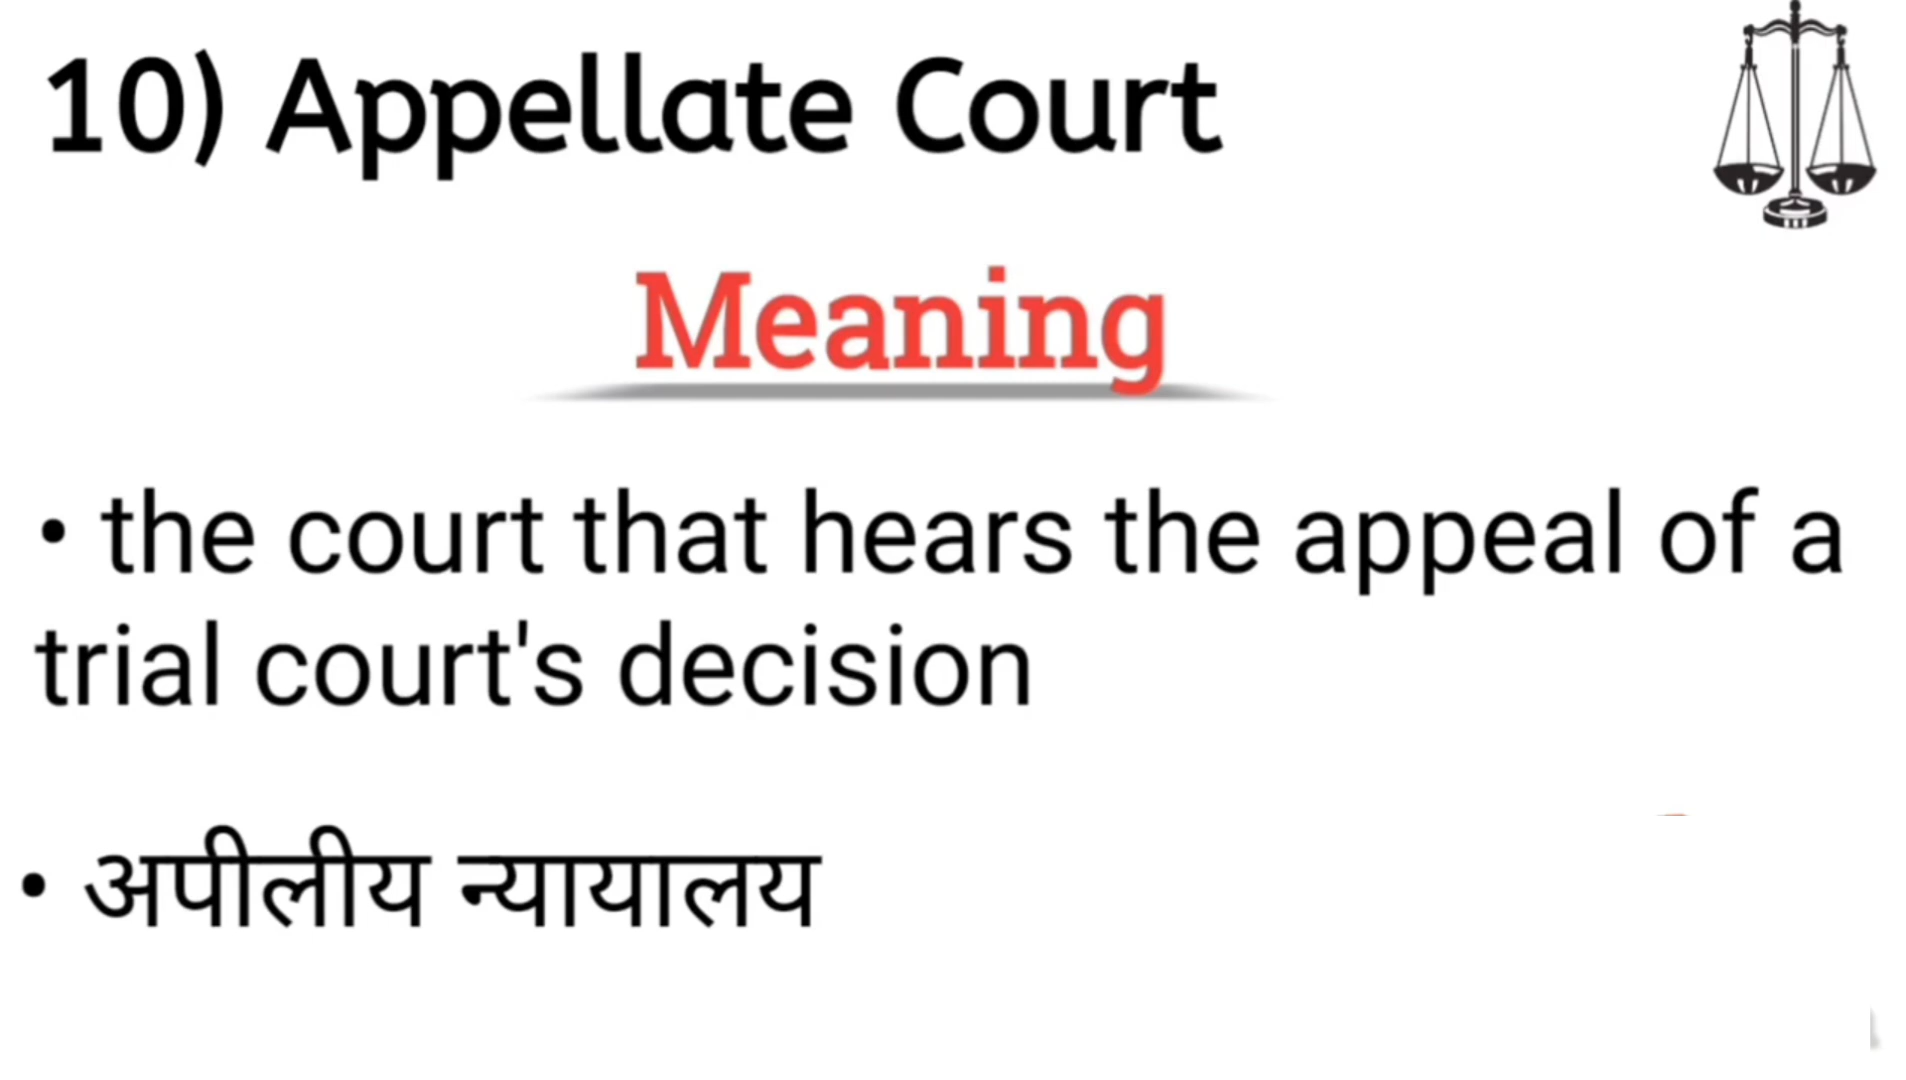 10) Appellate Court
Meaning
• the court that hears the appeal of a
trial court's decision
• अपीलीय न्यायालय